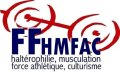 FFHMFAC
haltérophilie, musculation
force athlétique, culturisme